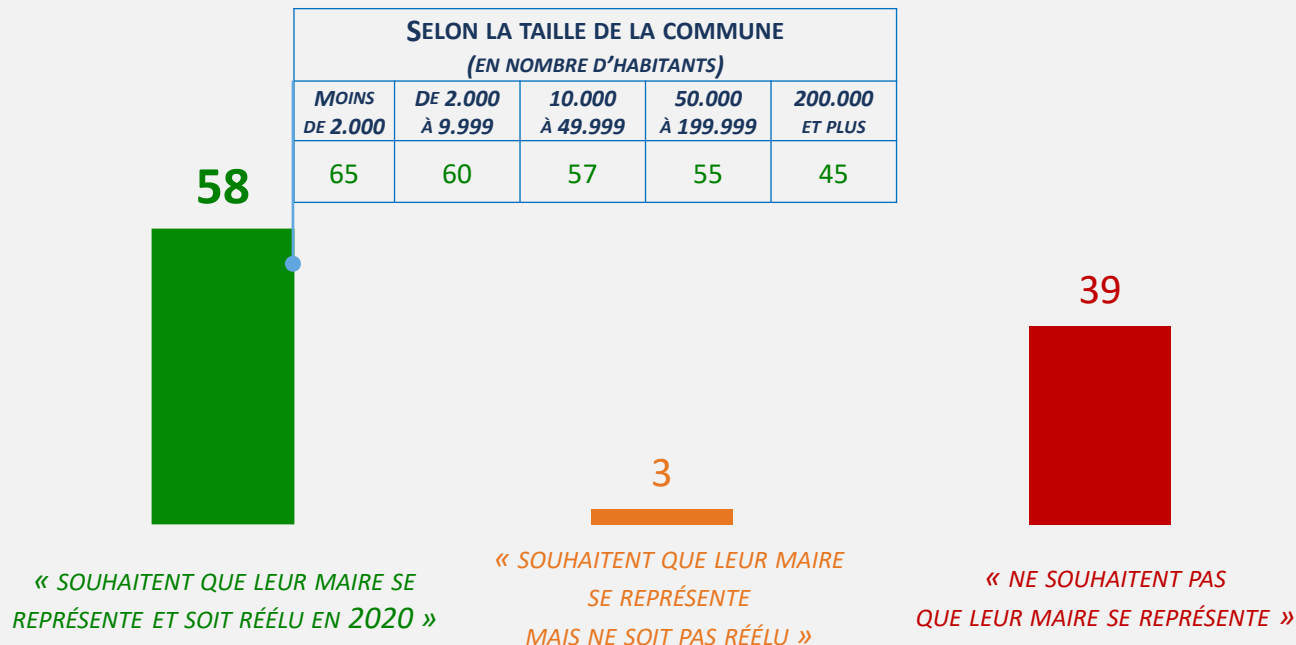 SELON LA TAILLE DE LA COMMUNE
(EN NOMBRE D'HABITANTS)
MOINS DE 2.000 DE 2.000 À 9.999 10.000 À 49.999 50.000 À 199.999 200.000 ET PLUS
65 60 57 55 45
58
3
39
« SOUHAITENT QUE LEUR MAIRE SE
REPRÉSENTE ET SOIT RÉÉLU EN 2020 »
« SOUHAITENT QUE LEUR MAIRE
SE REPRÉSENTE
MAIS NE SOIT PAS RÉÉLU »
« NE SOUHAITENT PAS
QUE LEUR MAIRE SE REPRÉSENTE »